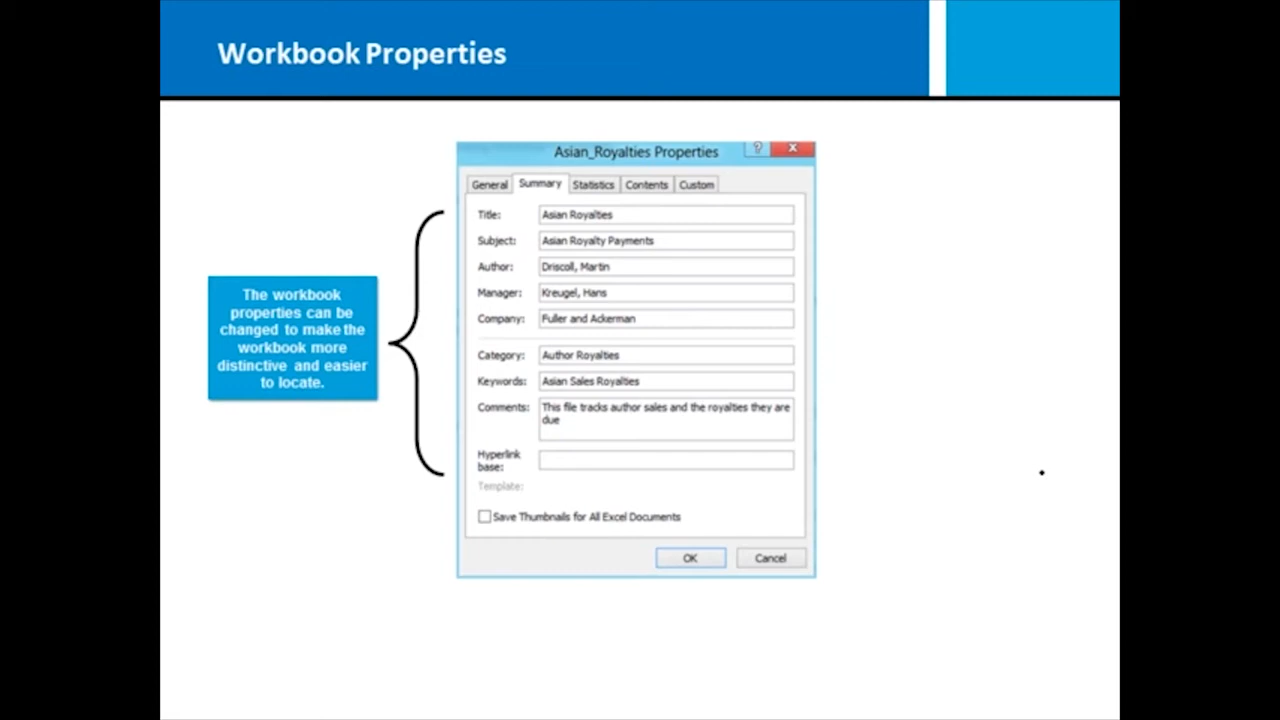 Workbook Properties
Asian_Royalties Properties
? X
General Summary Statistics Contents Custom
Title: Asian Royalties
Subject: Asian Royalty Payments
Author: Driscoll, Martin
Manager: Kreugel, Hans
Company: Fuller and Ackerman
Category: Author Royalties
Keywords: Asian Sales Royalties
Comments: This file tracks author sales and the royalties they are
due
Hyperlink
base:
Template:
Save Thumbnails for All Excel Documents
OK Cancel
The workbook
properties can be
changed to make the
workbook more
distinctive and easier
to locate.